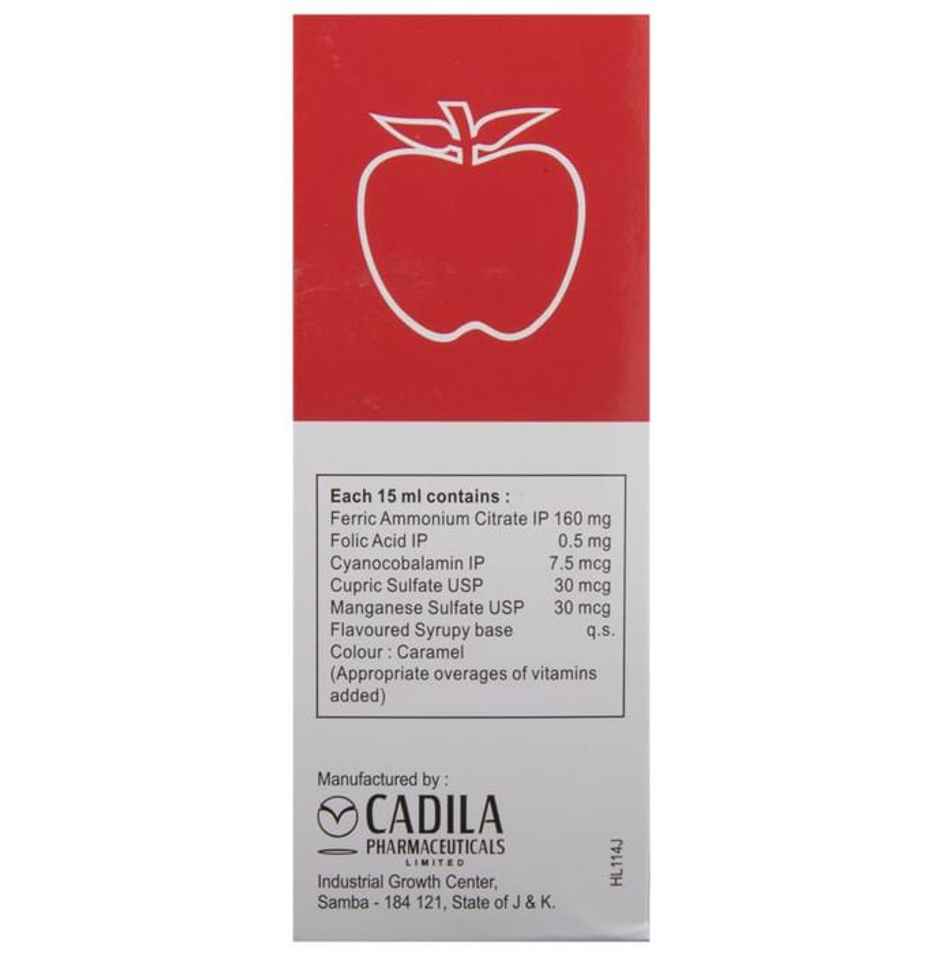 Each 15 ml contains :
Ferric Ammonium Citrate IP 160 mg
Folic Acid IP 0.5 mg
Cyanocobalamin IP 7.5 mcg
Cupric Sulfate USP 30 mcg
Manganese Sulfate USP 30 mcg
Flavoured Syrupy base q.s.
Colour : Caramel
(Appropriate overages of vitamins
added)
Manufactured by :
CADILA
PHARMACEUTICALS
LIMITED
Industrial Growth Center,
Samba - 184 121, State of J & K.
HL114J